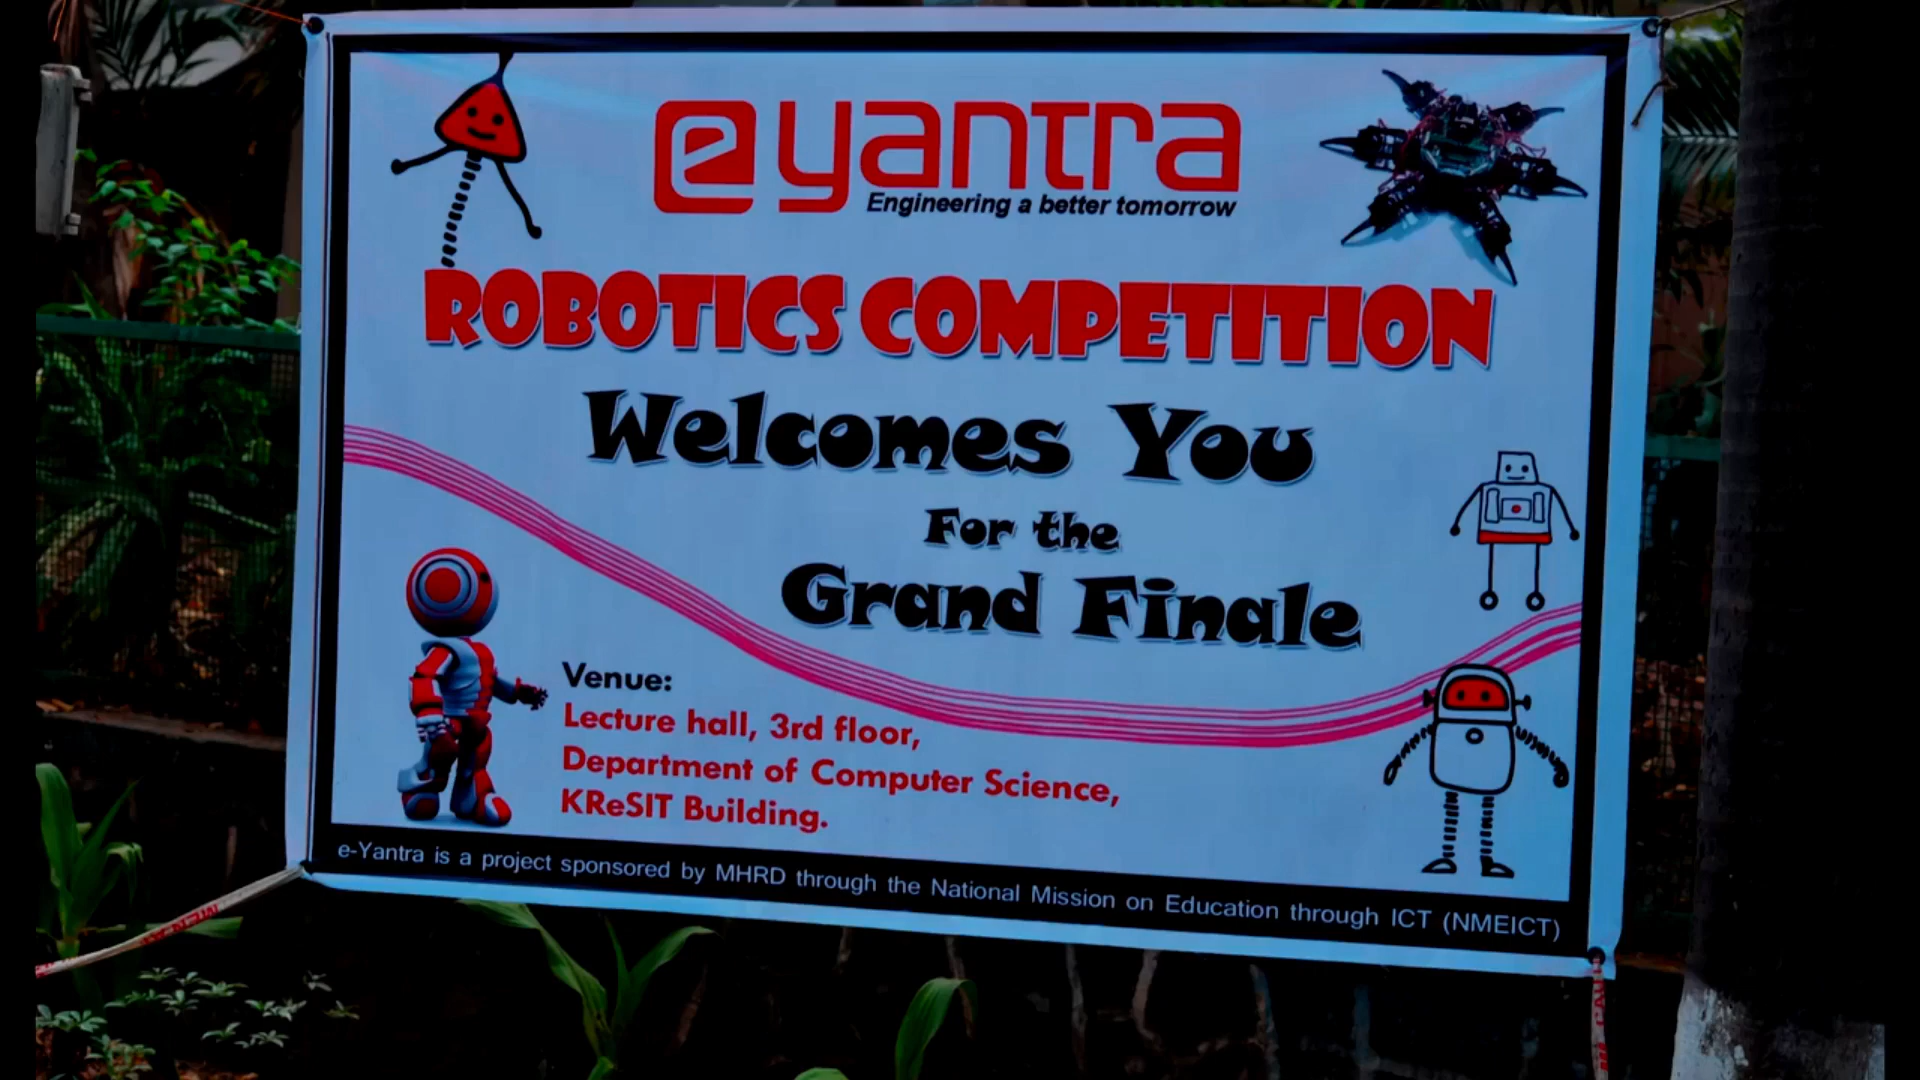 e yantra
Engineering a better tomorrow
ROBOTICS COMPETITION
Welcomes You
For the
Grand Finale
Venue:
Lecture hall, 3rd floor,
Department of Computer Science,
KReSIT Building.
e-Yantra is a project sponsored by MHRD through the National Mission on Education through ICT (NMEICT)